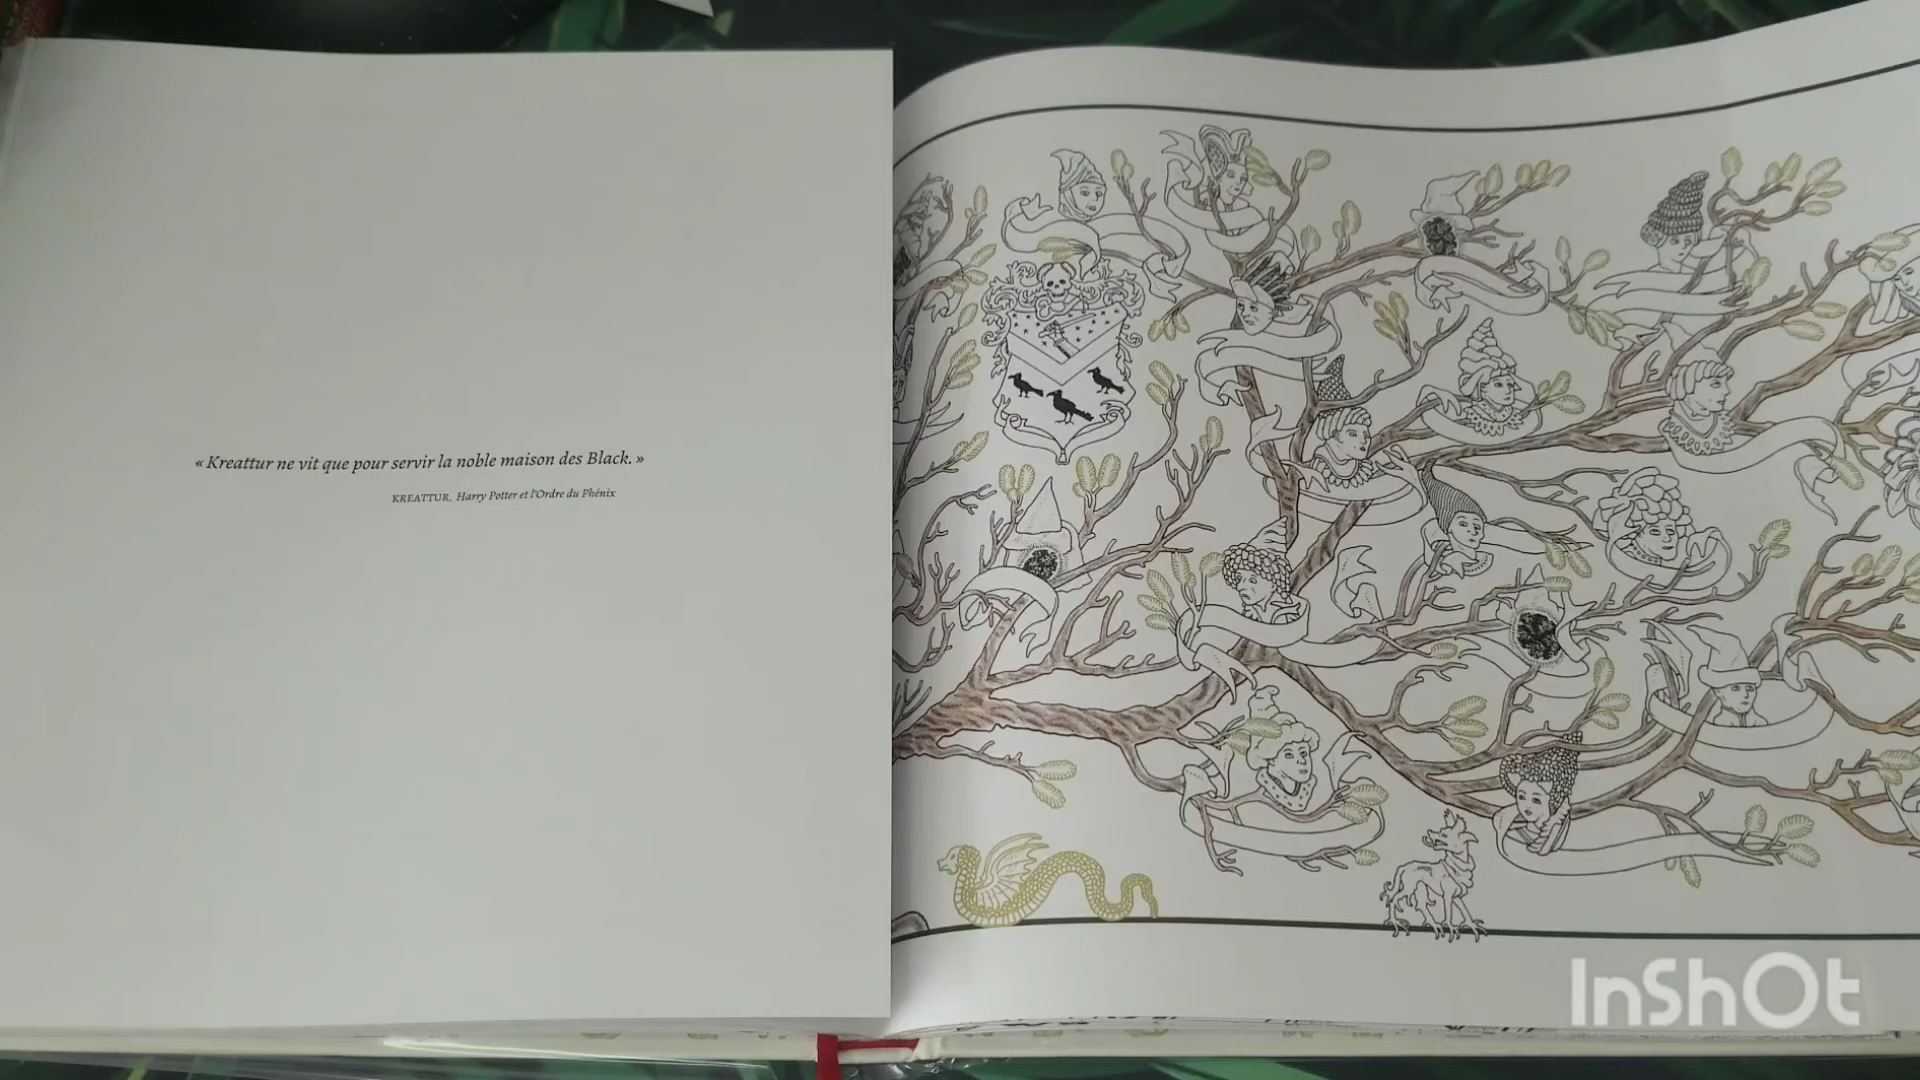 « Kreattur ne vit que pour servir la noble maison des Black. »
KREATTUR, Harry Potter et l'Ordre du Phénix
InShOt